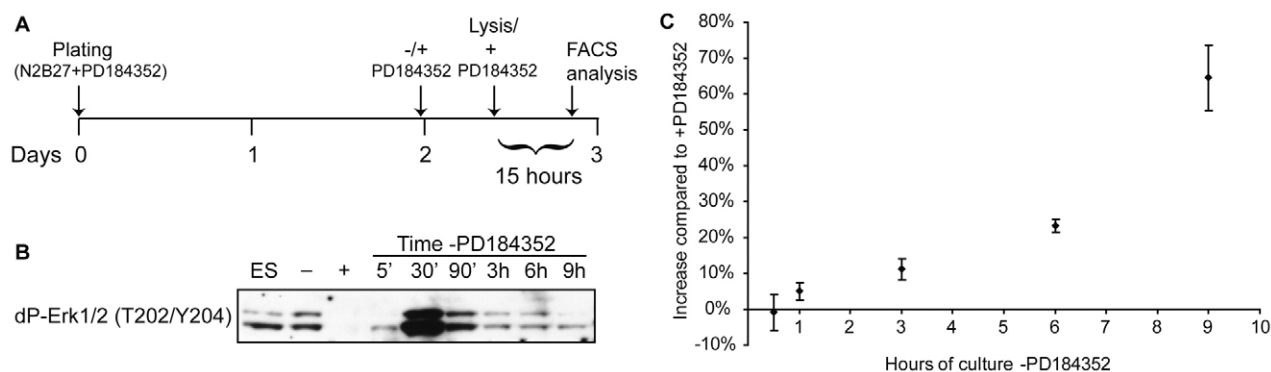 A
Plating
(N2B27+PD184352)
-/+
PD184352
Lysis/
+
PD184352
FACS
analysis
Days 0 1 2 3
15 hours
B
Time -PD184352
ES – + 5' 30' 90' 3h 6h 9h
dP-Erk1/2 (T202/Y204)
C
Increase compared to +PD184352
80%
70%
60%
50%
40%
30%
20%
10%
0%
-10%
1 2 3 4 5 6 7 8 9 10
Hours of culture -PD184352